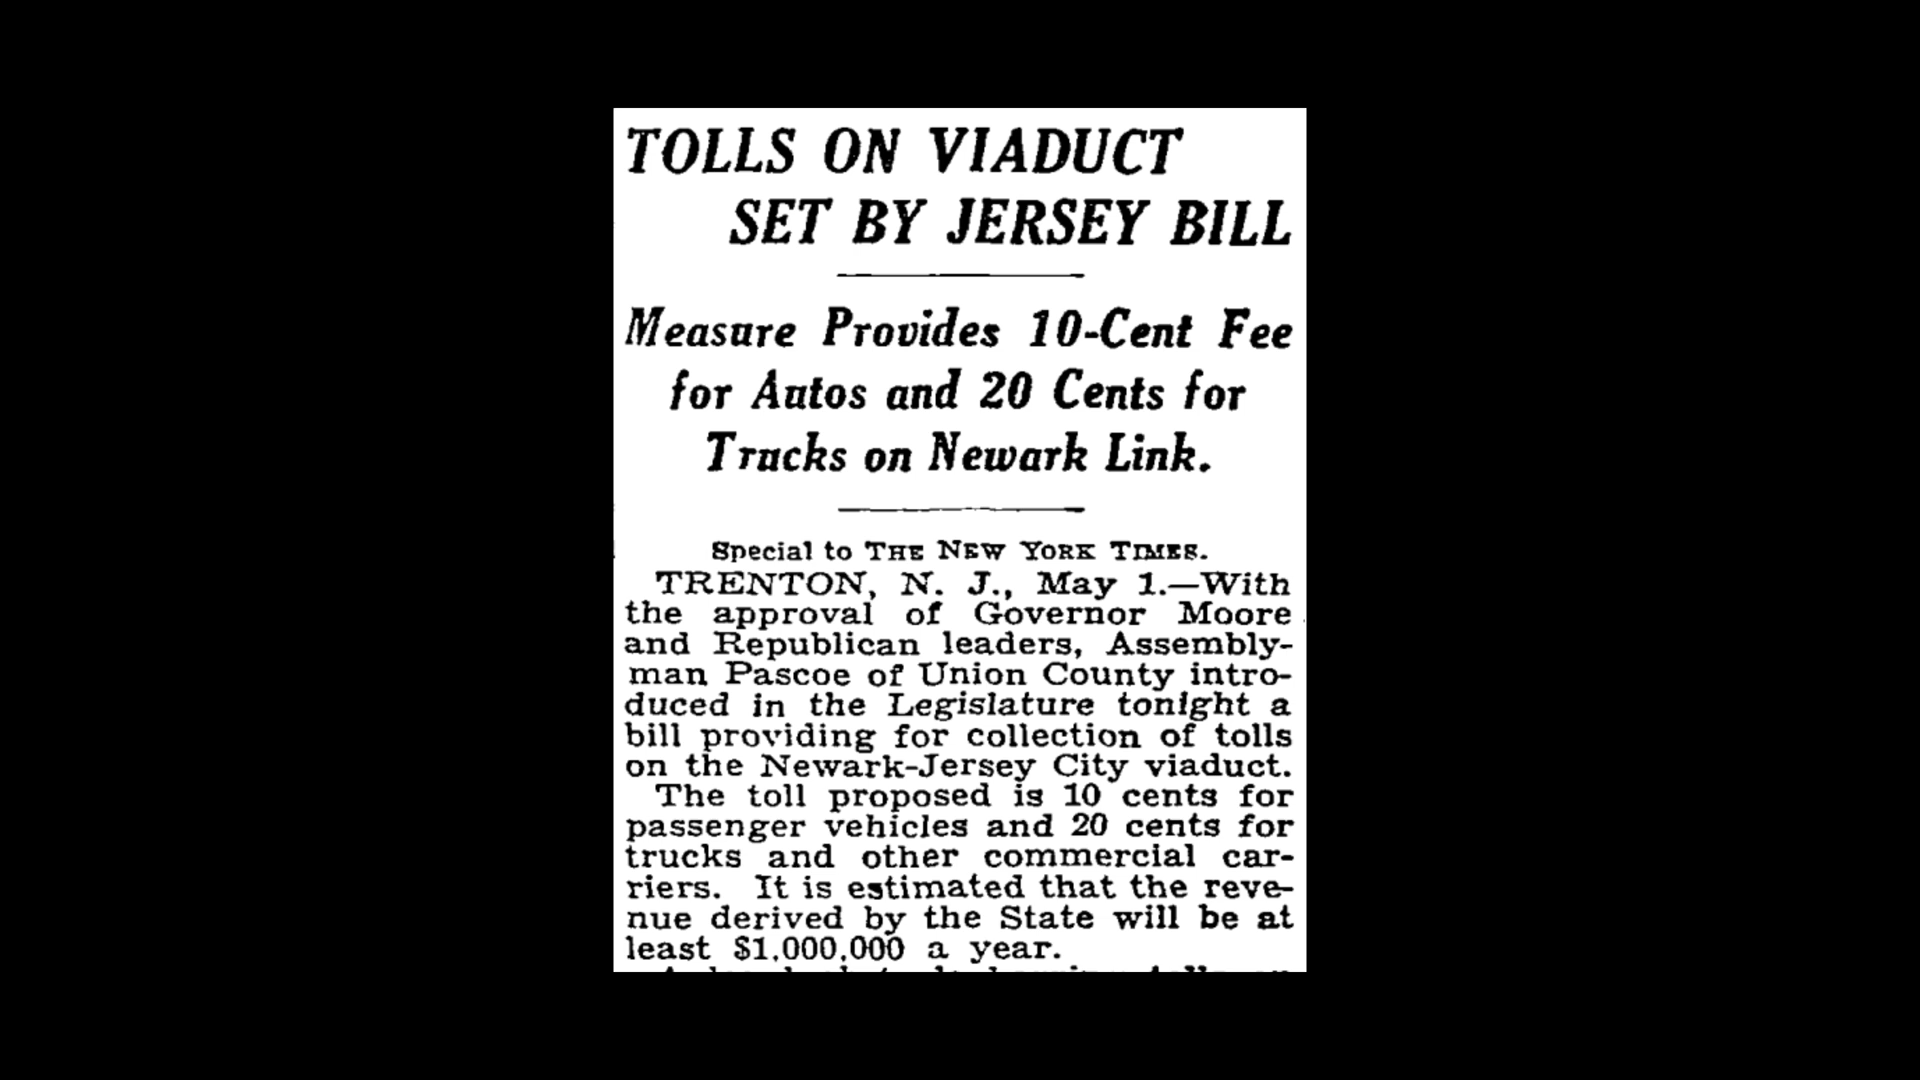 TOLLS ON VIADUCT
SET BY JERSEY BILL
Measure Provides 10-Cent Fee
for Autos and 20 Cents for
Trucks on Newark Link.
Special to THE NEW YORK TIMES.
TRENTON, N. J., May 1.—With
the approval of Governor Moore
and Republican leaders, Assembly-
man Pascoe of Union County intro-
duced in the Legislature tonight a
bill providing for collection of tolls
on the Newark-Jersey City viaduct.
The toll proposed is 10 cents for
passenger vehicles and 20 cents for
trucks and other commercial car-
riers. It is estimated that the reve-
nue derived by the State will be at
least $1,000,000 a year.